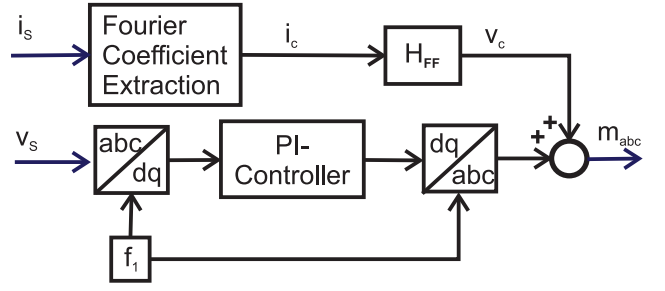 i_S
Fourier
Coefficient
Extraction
i_c
H_FF
v_c
v_S
abc
dq
PI-
Controller
dq
abc
+
+
m_abc
f_1